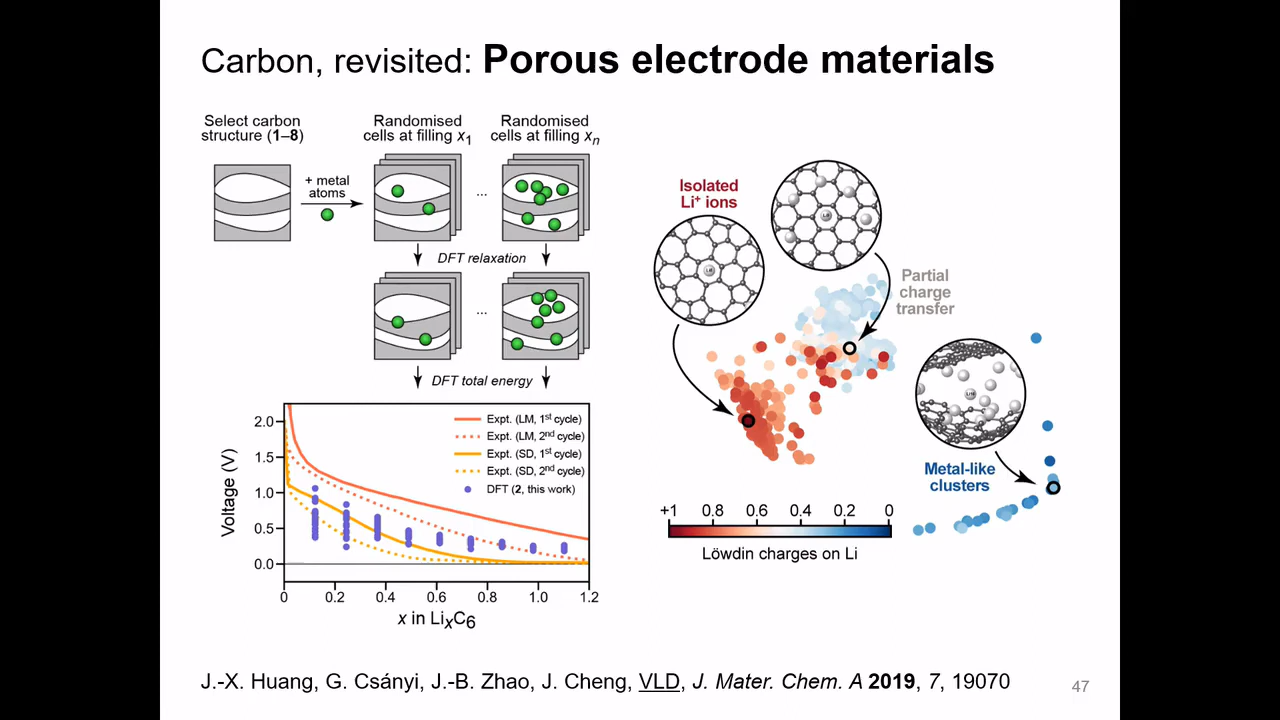 Carbon, revisited: Porous electrode materials
Select carbon
structure (1–8)
+ metal
atoms
Randomised
cells at filling x1
Randomised
cells at filling xn
...
DFT relaxation
...
DFT total energy
Voltage (V)
2.0
1.5
1.0
0.5
0.0
Expt. (LM, 1st cycle)
Expt. (LM, 2nd cycle)
Expt. (SD, 1st cycle)
Expt. (SD, 2nd cycle)
DFT (2, this work)
0 0.2 0.4 0.6 0.8 1.0 1.2
x in LixC6
Isolated
Li+ ions
Partial
charge
transfer
Metal-like
clusters
+1 0.8 0.6 0.4 0.2 0
Löwdin charges on Li
J.-X. Huang, G. Csányi, J.-B. Zhao, J. Cheng, VLD, J. Mater. Chem. A 2019, 7, 19070
47